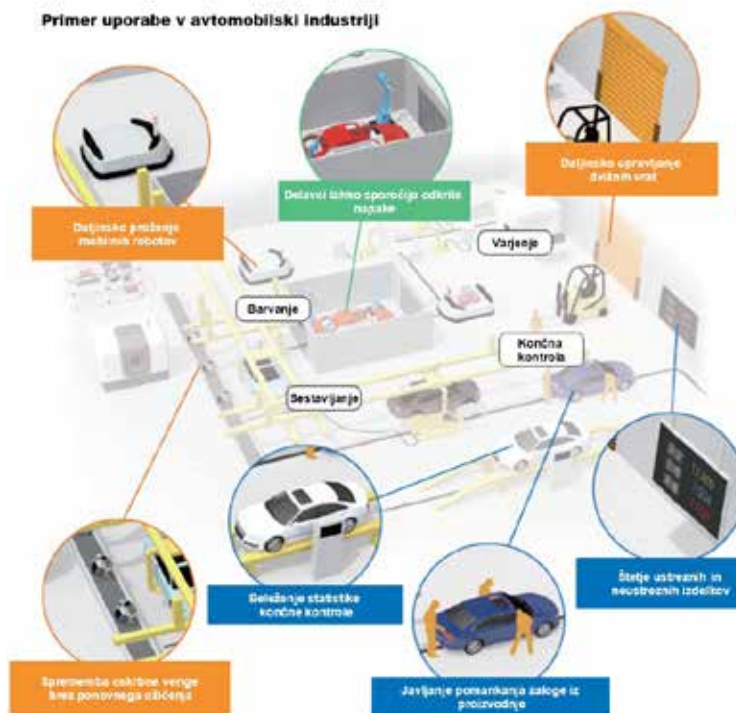 Primer uporabe v avtomobilski industriji
Daljinsko upravljanje
dvižnih vrat
Delavci lahko sporočijo odkrite
napake
Daljinsko proženje
mobilnih robotov
Varjenje
Barvanje
Končna
kontrola
Sestavljanje
Beleženje statistike
končne kontrole
Štetje ustreznih in
neustreznih izdelkov
Sprememba oskrbne verige
brez ponovnega ožičenja
Javljanje pomankanja zaloge iz
proizvodnje